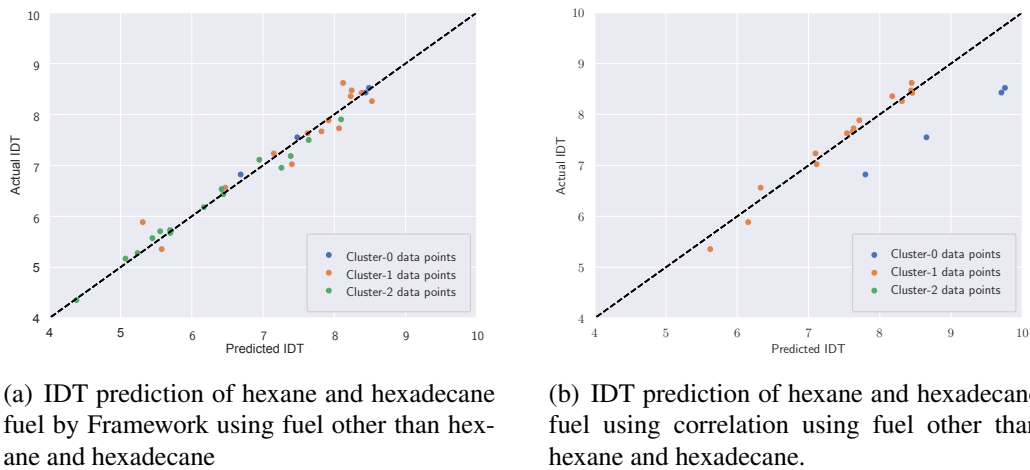 10
9
8
7
6
5
4
Actual IDT
4
5
6
7
8
9
10
Predicted IDT
Cluster-0 data points
Cluster-1 data points
Cluster-2 data points
10
9
8
7
6
5
4
Actual IDT
4
5
6
7
8
9
10
Predicted IDT
Cluster-0 data points
Cluster-1 data points
Cluster-2 data points
(a) IDT prediction of hexane and hexadecane
fuel by Framework using fuel other than hex-
ane and hexadecane
(b) IDT prediction of hexane and hexadecane
fuel using correlation using fuel other than
hexane and hexadecane.